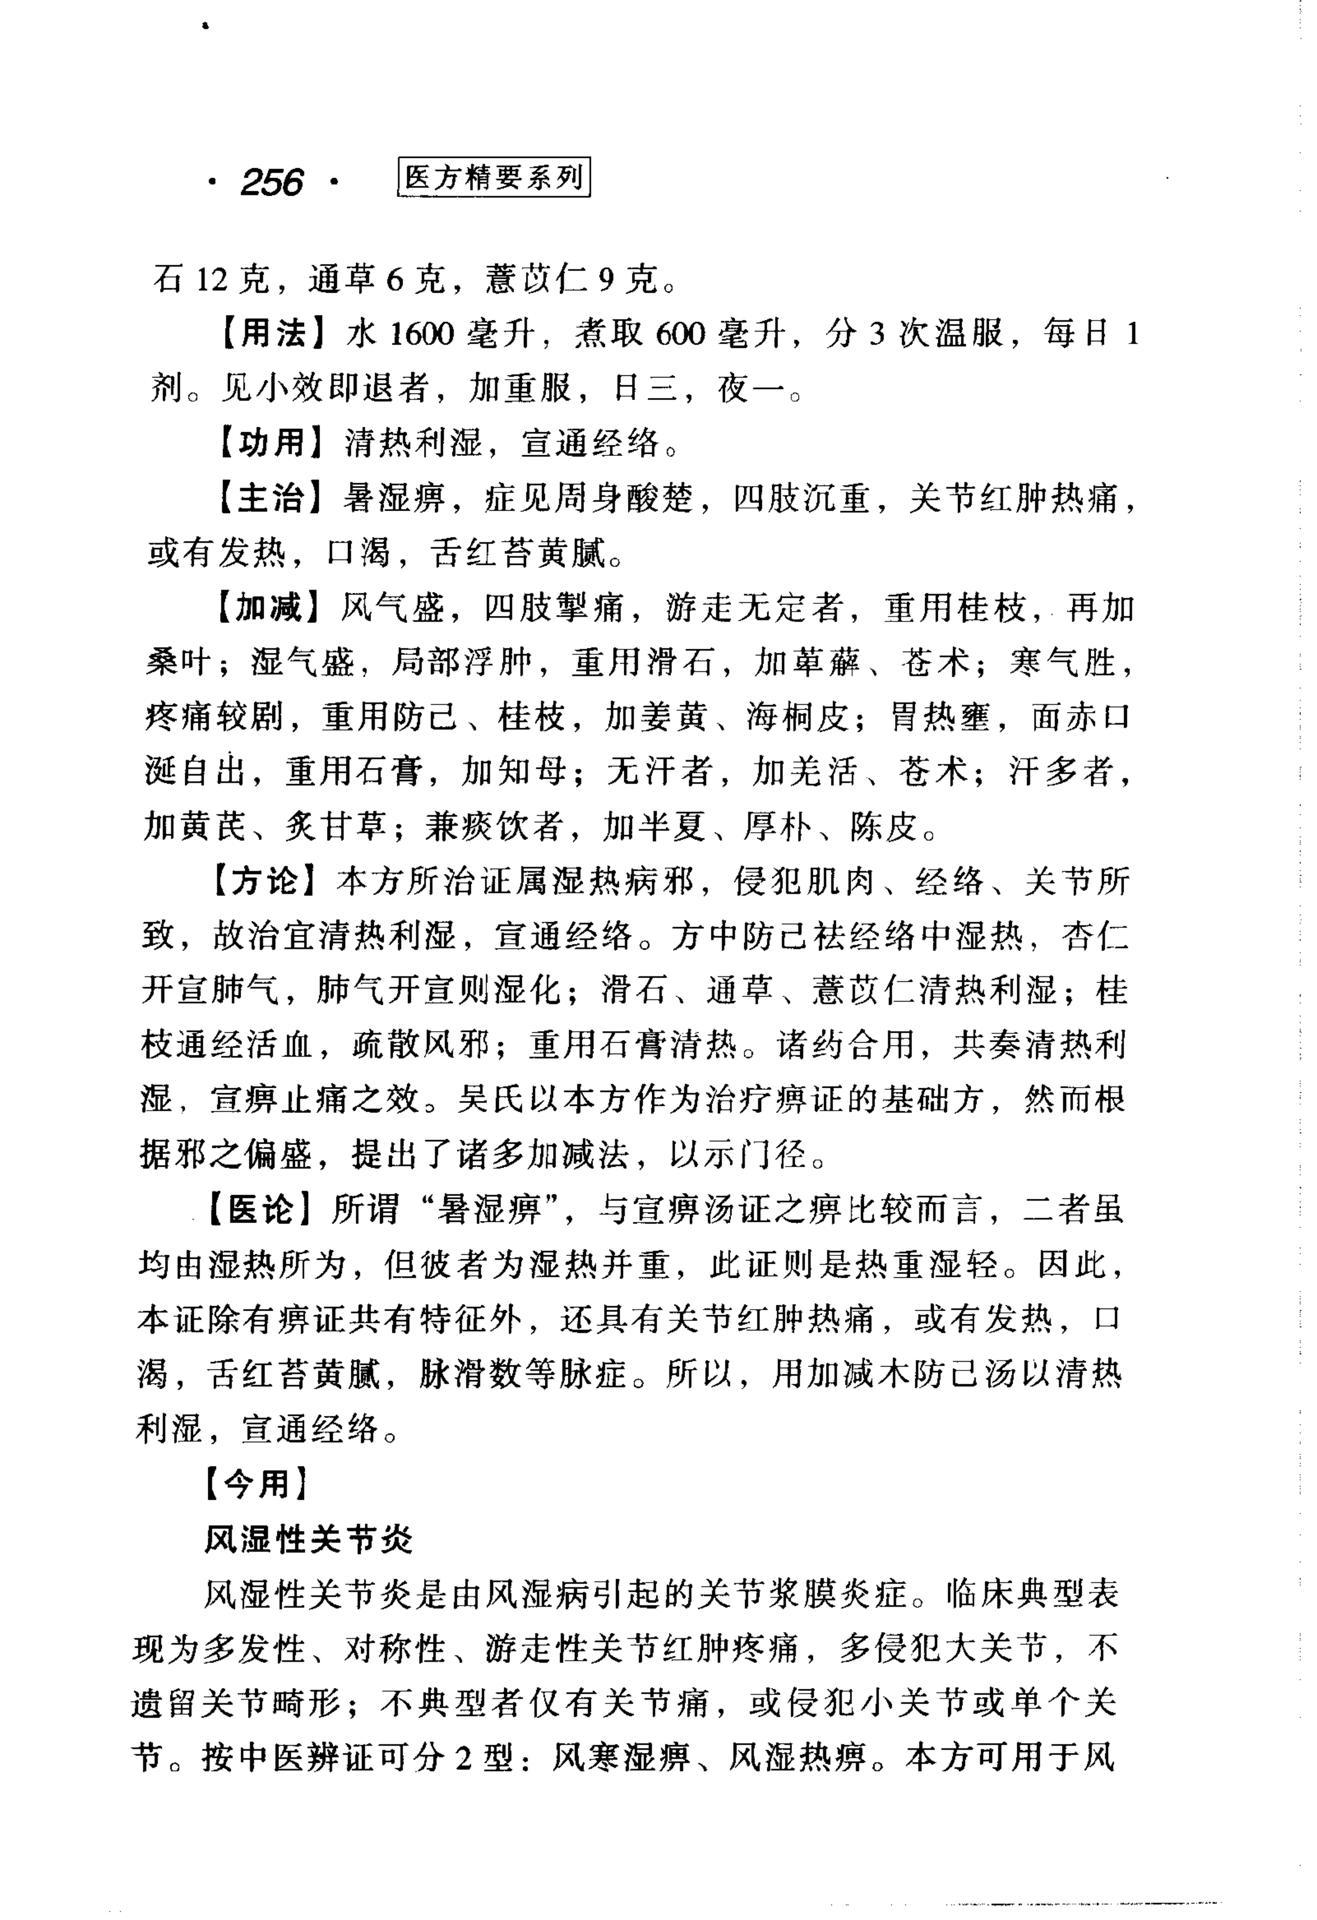 · 256 · 医方精要系列
石 12 克，通草 6 克，薏苡仁 9 克。
【用法】水 1600 毫升，煮取 600 毫升，分 3 次温服，每日 1
剂。见小效即退者，加重服，日三，夜一。
【功用】清热利湿，宣通经络。
【主治】暑湿痹，症见周身酸楚，四肢沉重，关节红肿热痛，
或有发热，口渴，舌红苔黄腻。
【加减】风气盛，四肢掣痛，游走无定者，重用桂枝，再加
桑叶；湿气盛，局部浮肿，重用滑石，加萆薢、苍术；寒气胜，
疼痛较剧，重用防己、桂枝，加姜黄、海桐皮；胃热壅，面赤口
涎自出，重用石膏，加知母；无汗者，加羌活、苍术；汗多者，
加黄芪、炙甘草；兼痰饮者，加半夏、厚朴、陈皮。
【方论】本方所治证属湿热病邪，侵犯肌肉、经络、关节所
致，故治宜清热利湿，宣通经络。方中防己祛经络中湿热，杏仁
开宣肺气，肺气开宣则湿化；滑石、通草、薏苡仁清热利湿；桂
枝通经活血，疏散风邪；重用石膏清热。诸药合用，共奏清热利
湿，宣痹止痛之效。吴氏以本方作为治疗痹证的基础方，然而根
据邪之偏盛，提出了诸多加减法，以示门径。
【医论】所谓“暑湿痹”，与宣痹汤证之痹比较而言，二者虽
均由湿热所为，但彼者为湿热并重，此证则是热重湿轻。因此，
本证除有痹证共有特征外，还具有关节红肿热痛，或有发热，口
渴，舌红苔黄腻，脉滑数等脉症。所以，用加减木防己汤以清热
利湿，宣通经络。
【今用】
风湿性关节炎
风湿性关节炎是由风湿病引起的关节浆膜炎症。临床典型表
现为多发性、对称性、游走性关节红肿疼痛，多侵犯大关节，不
遗留关节畸形；不典型者仅有关节痛，或侵犯小关节或单个关
节。按中医辨证可分 2 型：风寒湿痹、风湿热痹。本方可用于风